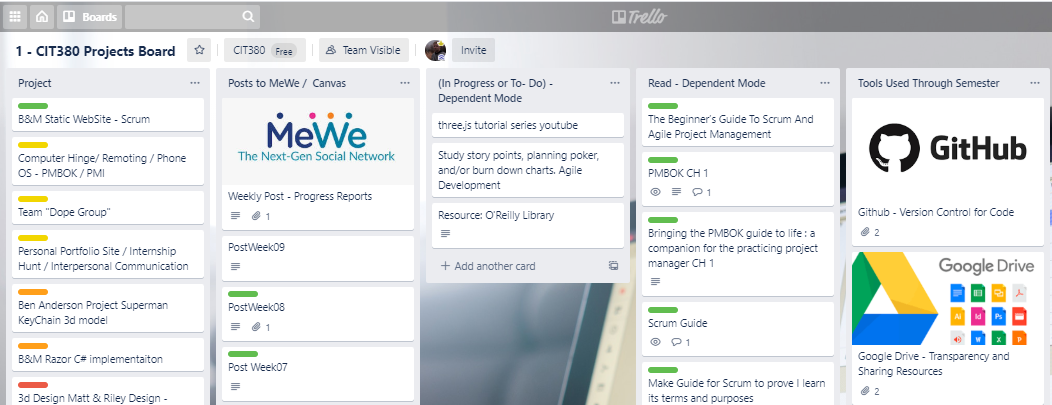 Boards
Trello
1 - CIT380 Projects Board
CIT380 Free
Team Visible
Invite
Project
B&M Static WebSite - Scrum
Computer Hinge/ Remoting / Phone
OS - PMBOK / PMI
Team "Dope Group"
Personal Portfolio Site / Internship
Hunt / Interpersonal Communication
Ben Anderson Project Superman
KeyChain 3d model
B&M Razor C# implementaiton
3d Design Matt & Riley Design -
Posts to MeWe / Canvas
MeWe
The Next-Gen Social Network
Weekly Post - Progress Reports
1
PostWeek09
PostWeek08
1
Post Week07
(In Progress or To- Do) -
Dependent Mode
three.js tutorial series youtube
Study story points, planning poker,
and/or burn down charts. Agile
Development
Resource: O'Reilly Library
+ Add another card
Read - Dependent Mode
The Beginner's Guide To Scrum And
Agile Project Management
PMBOK CH 1
1
Bringing the PMBOK guide to life : a
companion for the practicing project
manager CH 1
Scrum Guide
1
Make Guide for Scrum to prove I learn
its terms and purposes
Tools Used Through Semester
GitHub
Github - Version Control for Code
2
Google Drive
Ai
Id
Ps
W
X
P
Google Drive - Transparency and
Sharing Resources
2